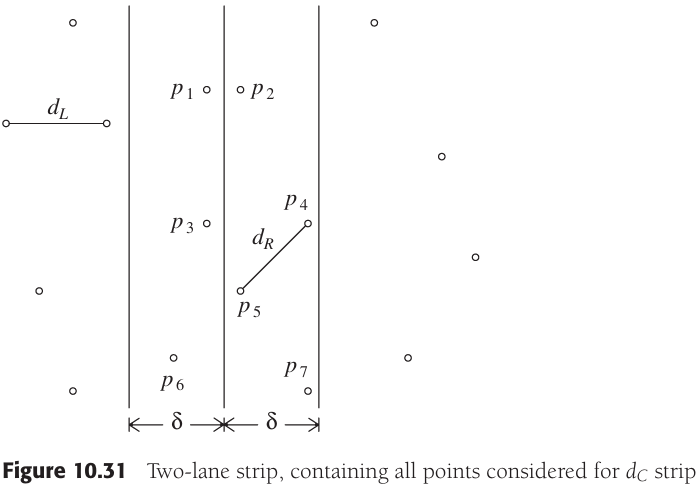 p1 p2
dL
p4
p3
dR
p5
p7
p6
δ δ
Figure 10.31 Two-lane strip, containing all points considered for dC strip